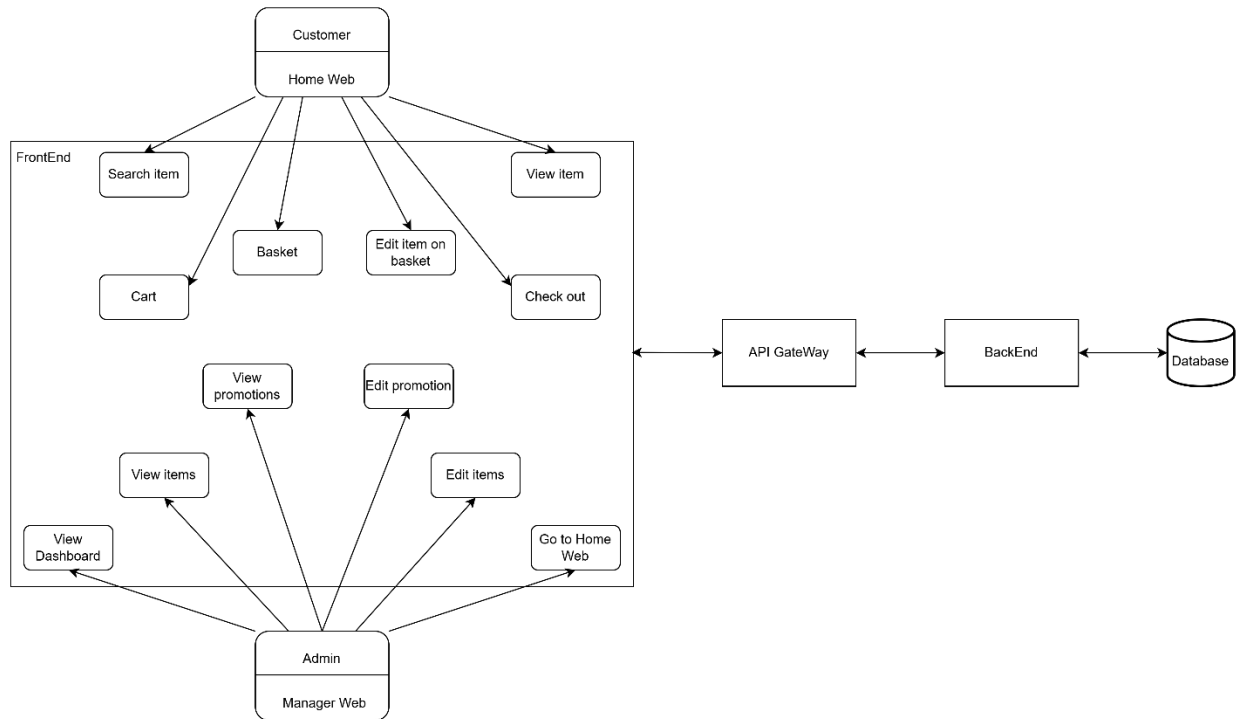 Customer
Home Web
FrontEnd
Search item
View item
Basket
Edit item on
basket
Cart
Check out
API GateWay
BackEnd
Database
View
promotions
Edit promotion
View items
Edit items
View
Dashboard
Go to Home
Web
Admin
Manager Web